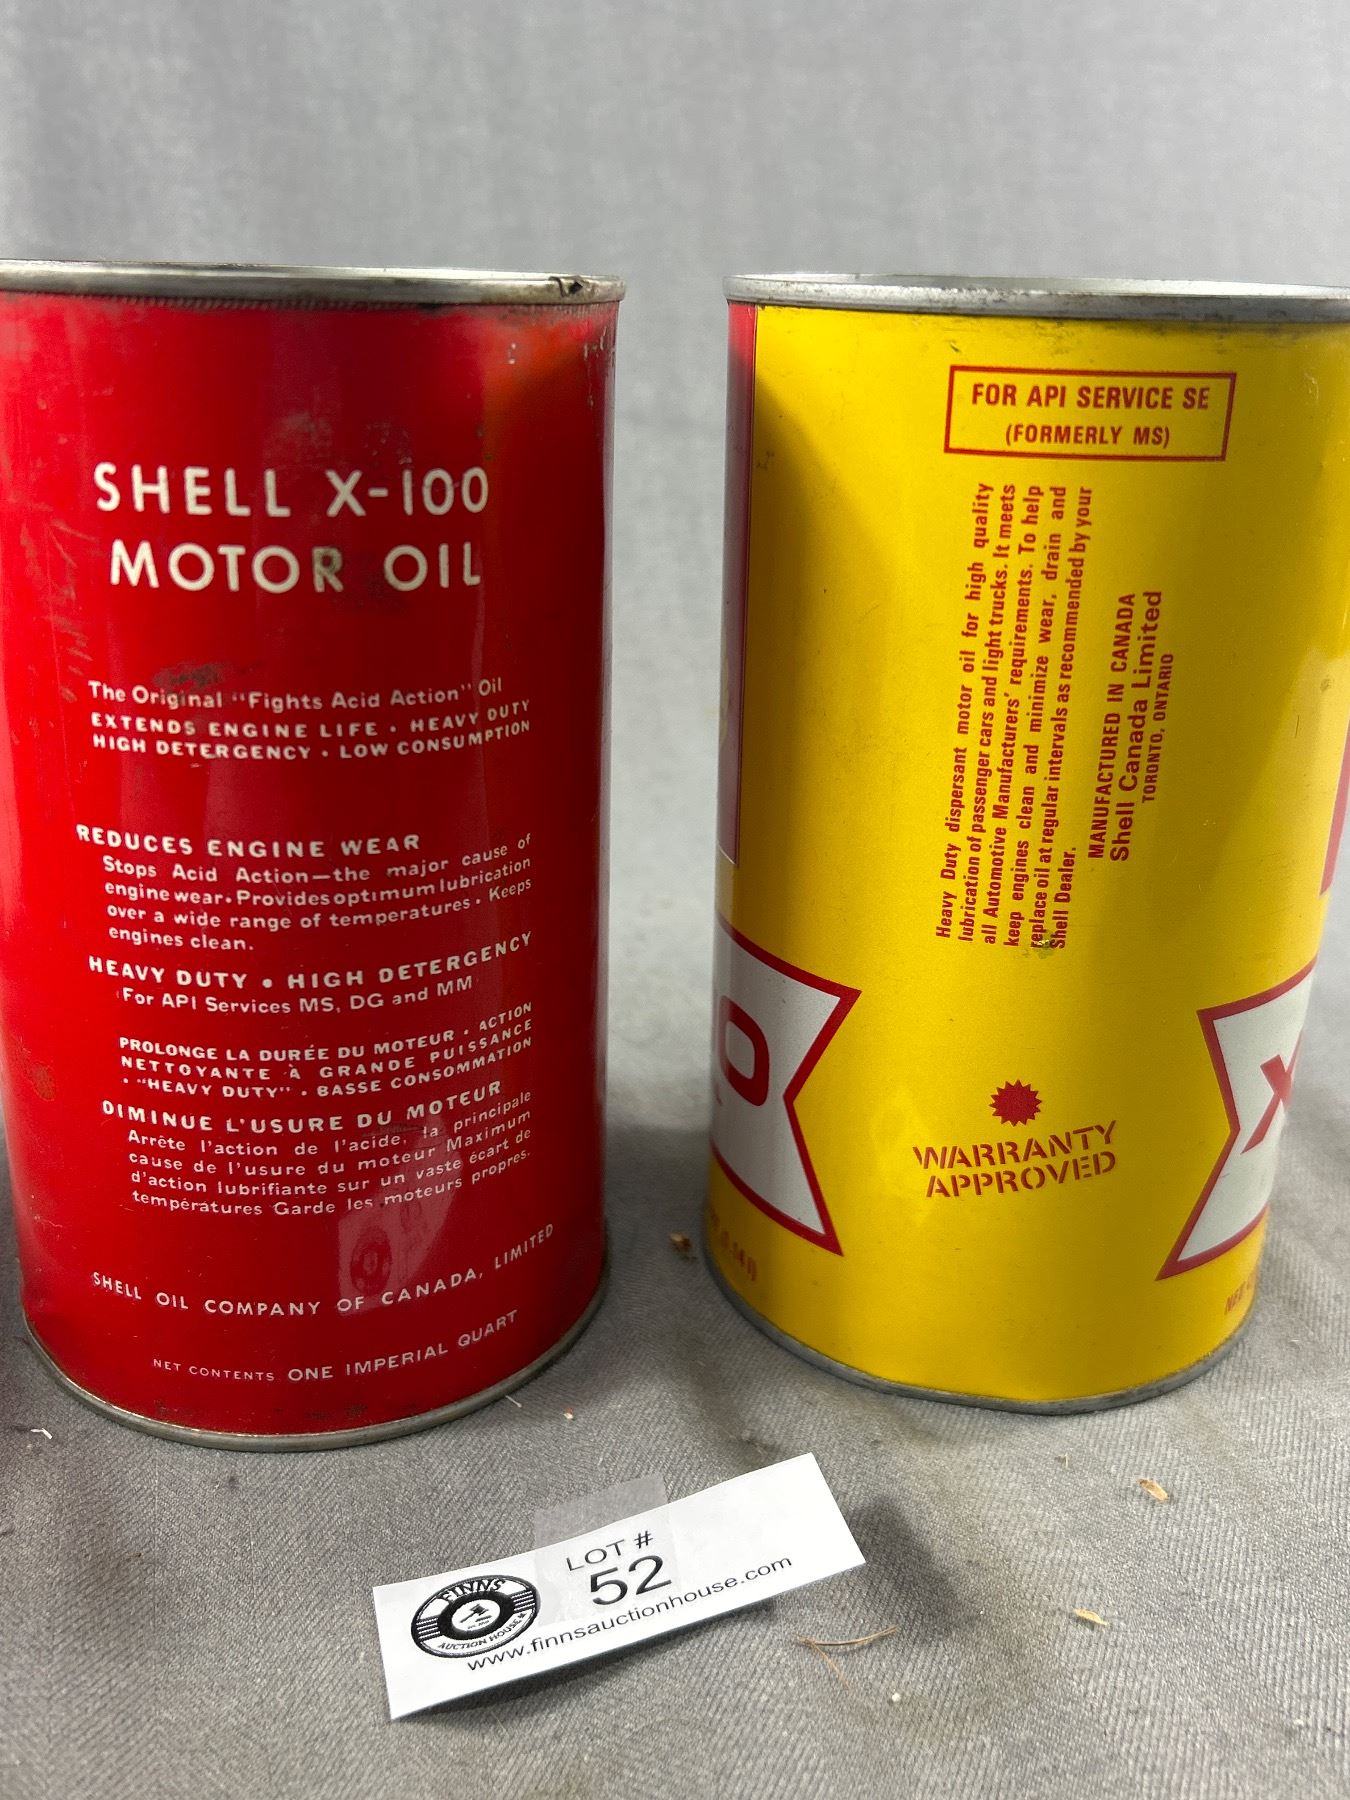 SHELL X-100
MOTOR OIL
The Original "Fights Acid Action" Oil
EXTENDS ENGINE LIFE • HEAVY DUTY
HIGH DETERGENCY • LOW CONSUMPTION
REDUCES ENGINE WEAR
Stops Acid Action—the major cause of
engine wear • Provides optimum lubrication
over a wide range of temperatures • Keeps
engines clean.
HEAVY DUTY • HIGH DETERGENCY
For API Services MS, DG and MM
PROLONGE LA DURÉE DU MOTEUR • ACTION
NETTOYANTE À GRANDE PUISSANCE
• "HEAVY DUTY" • BASSE CONSOMMATION
DIMINUE L'USURE DU MOTEUR
Arrête l'action de l'acide, la principale
cause de l'usure du moteur Maximum
d'action lubrifiante sur un vaste écart de
températures Garde les moteurs propres.
SHELL OIL COMPANY OF CANADA, LIMITED
NET CONTENTS ONE IMPERIAL QUART
FOR API SERVICE SE
(FORMERLY MS)
Heavy Duty dispersant motor oil for high quality
lubrication of passenger cars and light trucks. It meets
all Automotive Manufacturers' requirements. To help
keep engines clean and minimize wear, drain and
replace oil at regular intervals as recommended by your
Shell Dealer.
MANUFACTURED IN CANADA
Shell Canada Limited
TORONTO, ONTARIO
WARRANTY
APPROVED
LOT #
52
FINNS
AUCTION HOUSE
www.finnsauctionhouse.com